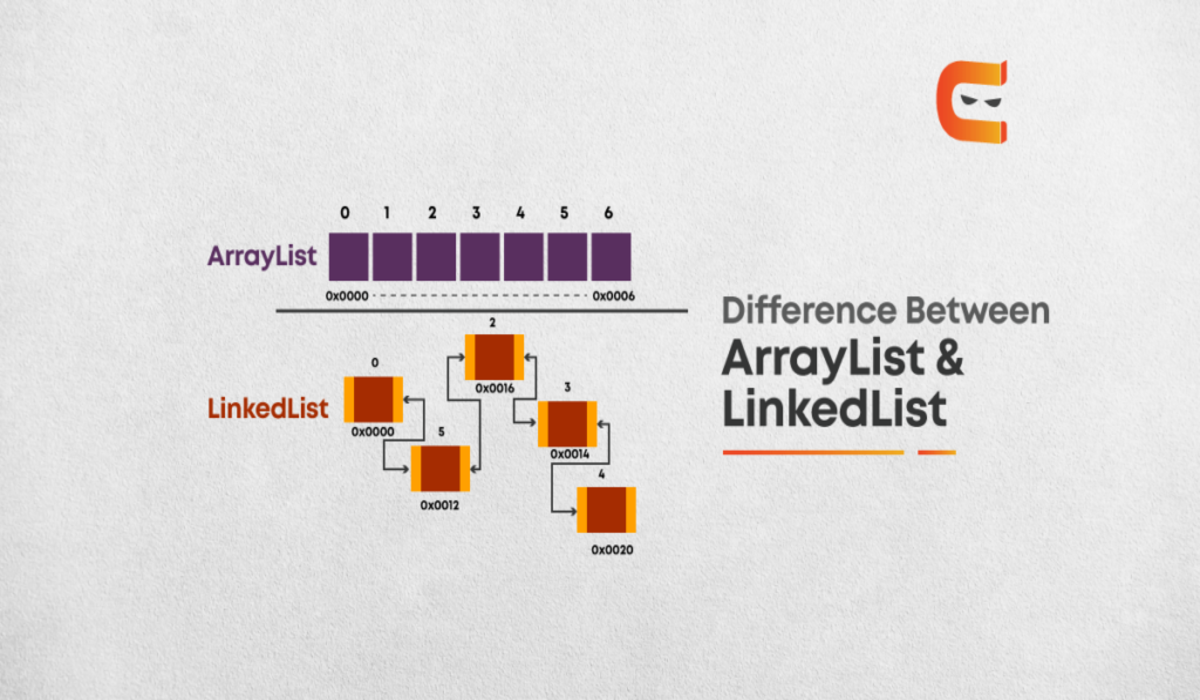 0 1 2 3 4 5 6
ArrayList
0x0000 0x0006
2
0
0x0016
3
LinkedList
0x0000
5
0x0014
4
0x0012
0x0020
Difference Between
ArrayList &
LinkedList